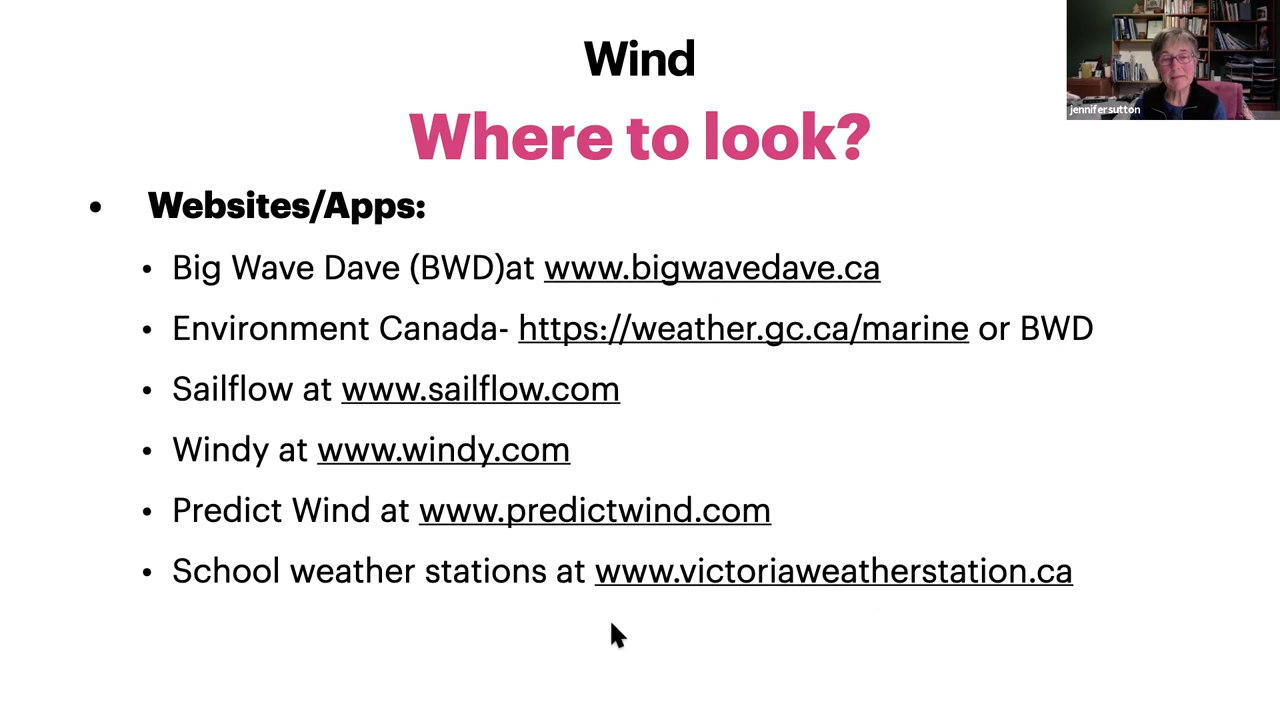 Wind
jennifersutton
Where to look?
• Websites/Apps:
• Big Wave Dave (BWD)at www.bigwavedave.ca
• Environment Canada- https://weather.gc.ca/marine or BWD
• Sailflow at www.sailflow.com
• Windy at www.windy.com
• Predict Wind at www.predictwind.com
• School weather stations at www.victoriaweatherstation.ca